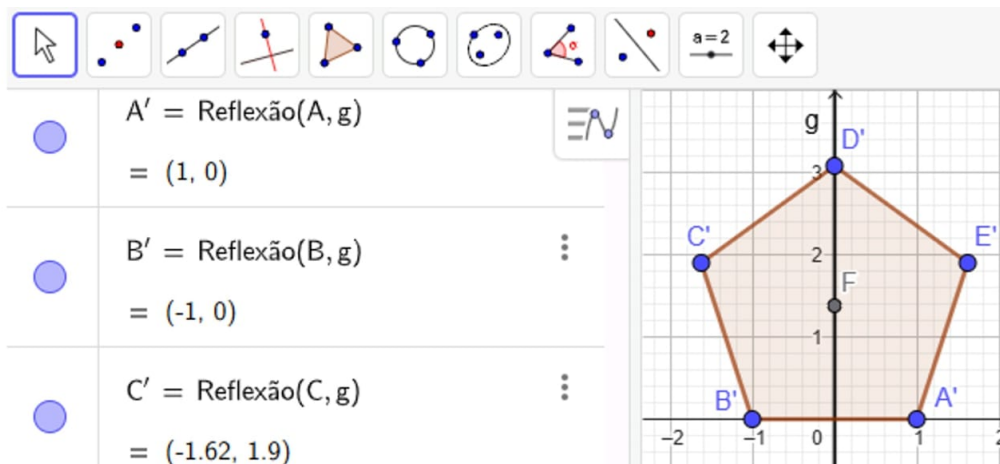 a = 2
A′ = Reflexão(A, g)
= (1, 0)
B′ = Reflexão(B, g)
= (-1, 0)
C′ = Reflexão(C, g)
= (-1.62, 1.9)
g
D'
3
C'
E'
2
F
1
B'
A'
−2
−1
0
1
2